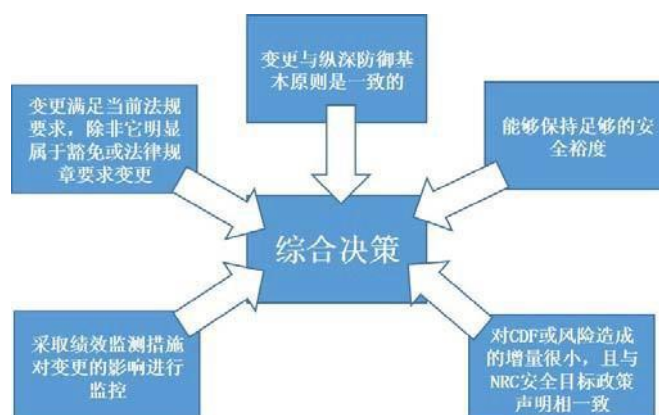 变更与纵深防御基
本原则是一致的
变更满足当前法规
要求，除非它明显
属于豁免或法律规
章要求变更
能够保持足够的安
全裕度
综合决策
采取绩效监测措施
对变更的影响进行
监控
对CDF或风险造成
的增量很小，且与
NRC安全目标政策
声明相一致